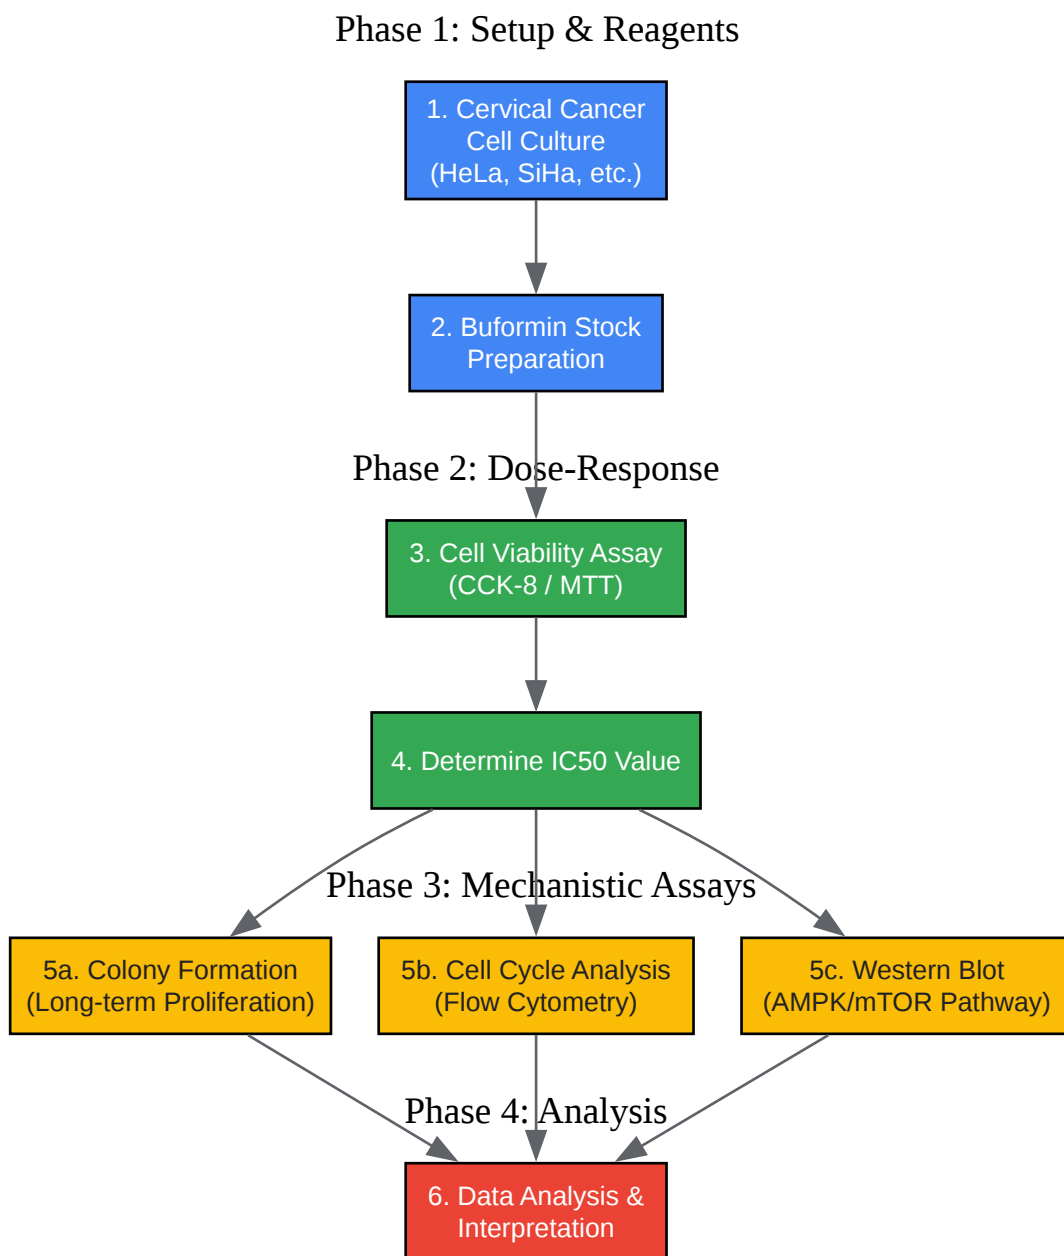 Phase 1: Setup & Reagents
1. Cervical Cancer
Cell Culture
(HeLa, SiHa, etc.)
2. Buformin Stock
Preparation
Phase 2: Dose-Response
3. Cell Viability Assay
(CCK-8 / MTT)
4. Determine IC50 Value
Phase 3: Mechanistic Assays
5a. Colony Formation
(Long-term Proliferation)
5b. Cell Cycle Analysis
(Flow Cytometry)
5c. Western Blot
(AMPK/mTOR Pathway)
Phase 4: Analysis
6. Data Analysis &
Interpretation